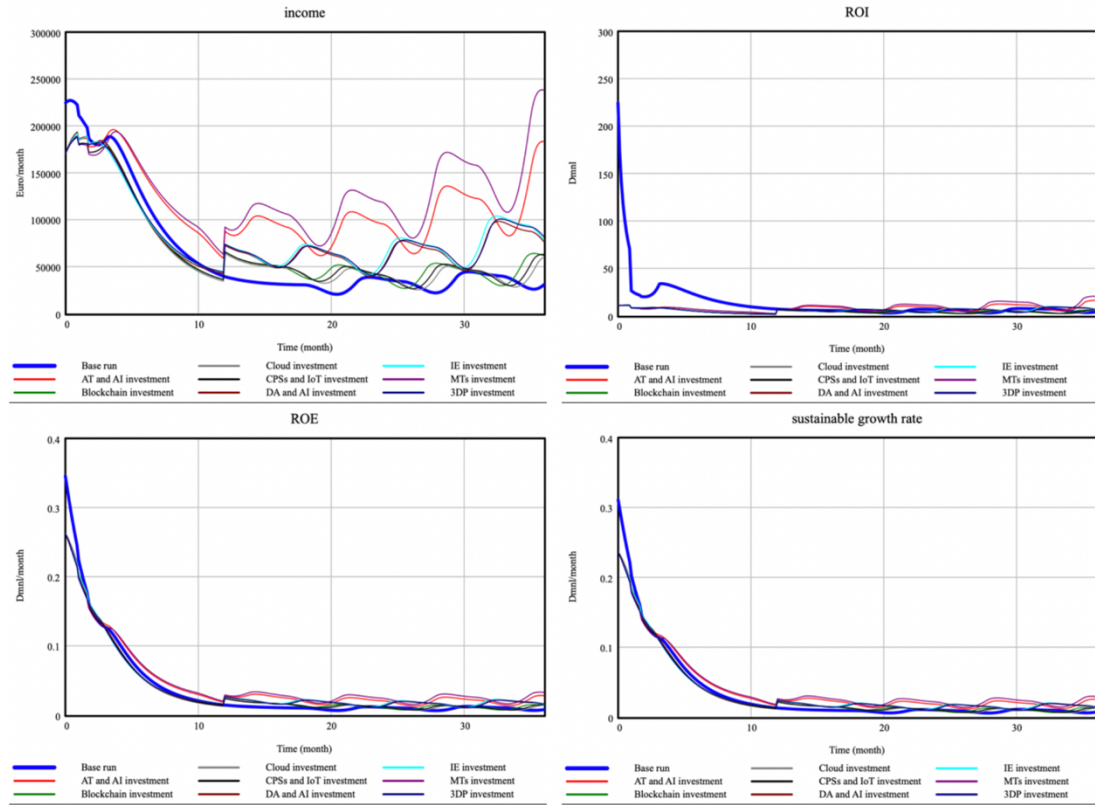 income
300000
250000
200000
150000
100000
50000
0
Euro/month
0 10 20 30
Time (month)
Base run Cloud investment IE investment
AT and AI investment CPSs and IoT investment MTs investment
Blockchain investment DA and AI investment 3DP investment
ROI
300
250
200
150
100
50
0
Dmnl
0 10 20 30
Time (month)
Base run Cloud investment IE investment
AT and AI investment CPSs and IoT investment MTs investment
Blockchain investment DA and AI investment 3DP investment
ROE
0.4
0.3
0.2
0.1
0
Dmnl/month
0 10 20 30
Time (month)
Base run Cloud investment IE investment
AT and AI investment CPSs and IoT investment MTs investment
Blockchain investment DA and AI investment 3DP investment
sustainable growth rate
0.4
0.3
0.2
0.1
0
Dmnl/month
0 10 20 30
Time (month)
Base run Cloud investment IE investment
AT and AI investment CPSs and IoT investment MTs investment
Blockchain investment DA and AI investment 3DP investment